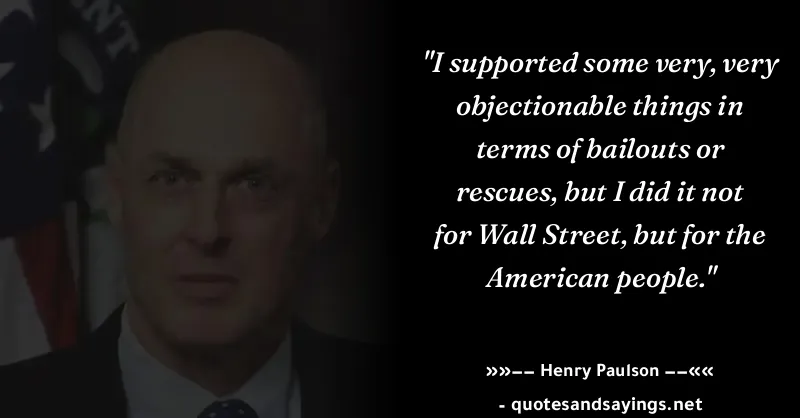 ENT
"I supported some very, very
objectionable things in
terms of bailouts or
rescues, but I did it not
for Wall Street, but for the
American people."
»»–– Henry Paulson ––««
- quotesandsayings.net